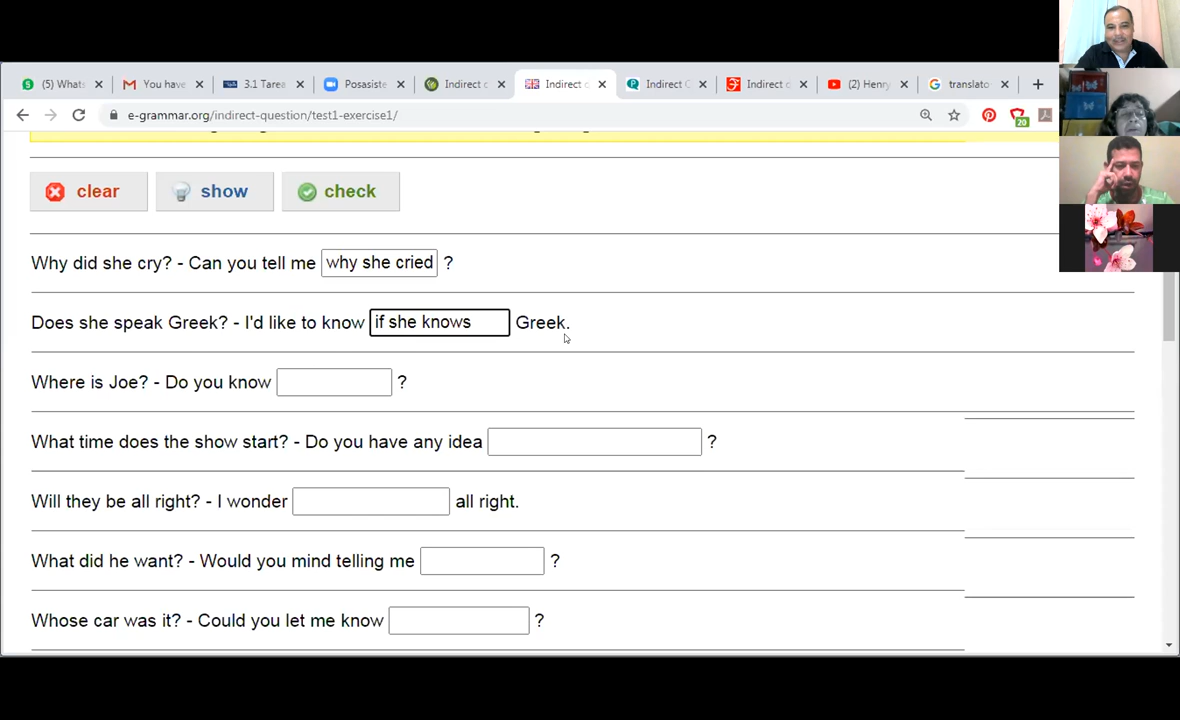 (5) Whats
You have
3.1 Tarea
Posasiste
Indirect c
Indirect c
Indirect G
Indirect c
(2) Henry
translato
e-grammar.org/indirect-question/test1-exercise1/
20
clear show check
Why did she cry? - Can you tell me why she cried ?
Does she speak Greek? - I'd like to know if she knows Greek.
Where is Joe? - Do you know ?
What time does the show start? - Do you have any idea ?
Will they be all right? - I wonder all right.
What did he want? - Would you mind telling me ?
Whose car was it? - Could you let me know ?